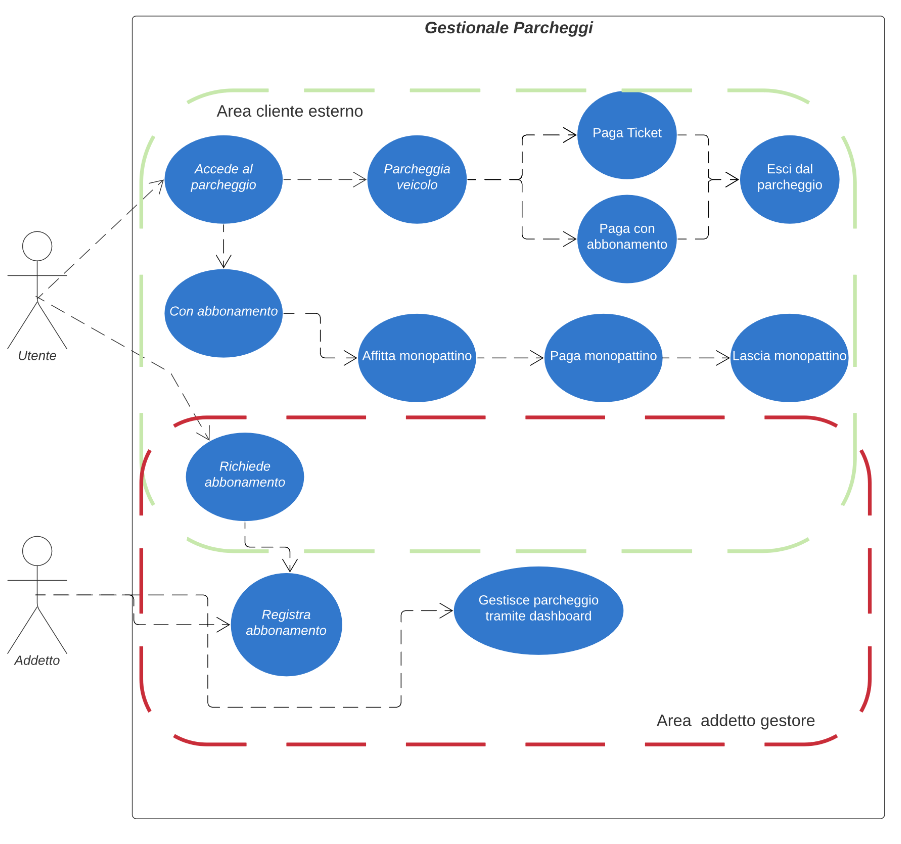 Gestionale Parcheggi
Area cliente esterno
Accede al
parcheggio
Parcheggia
veicolo
Paga Ticket
Paga con
abbonamento
Esci dal
parcheggio
Con abbonamento
Affitta monopattino
Paga monopattino
Lascia monopattino
Utente
Richiede
abbonamento
Addetto
Registra
abbonamento
Gestisce parcheggio
tramite dashboard
Area  addetto gestore